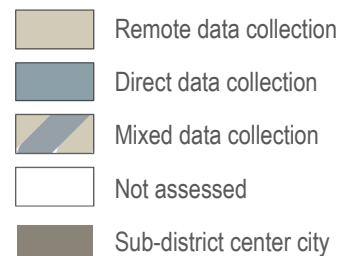 Remote data collection
Direct data collection
Mixed data collection
Not assessed
Sub-district center city